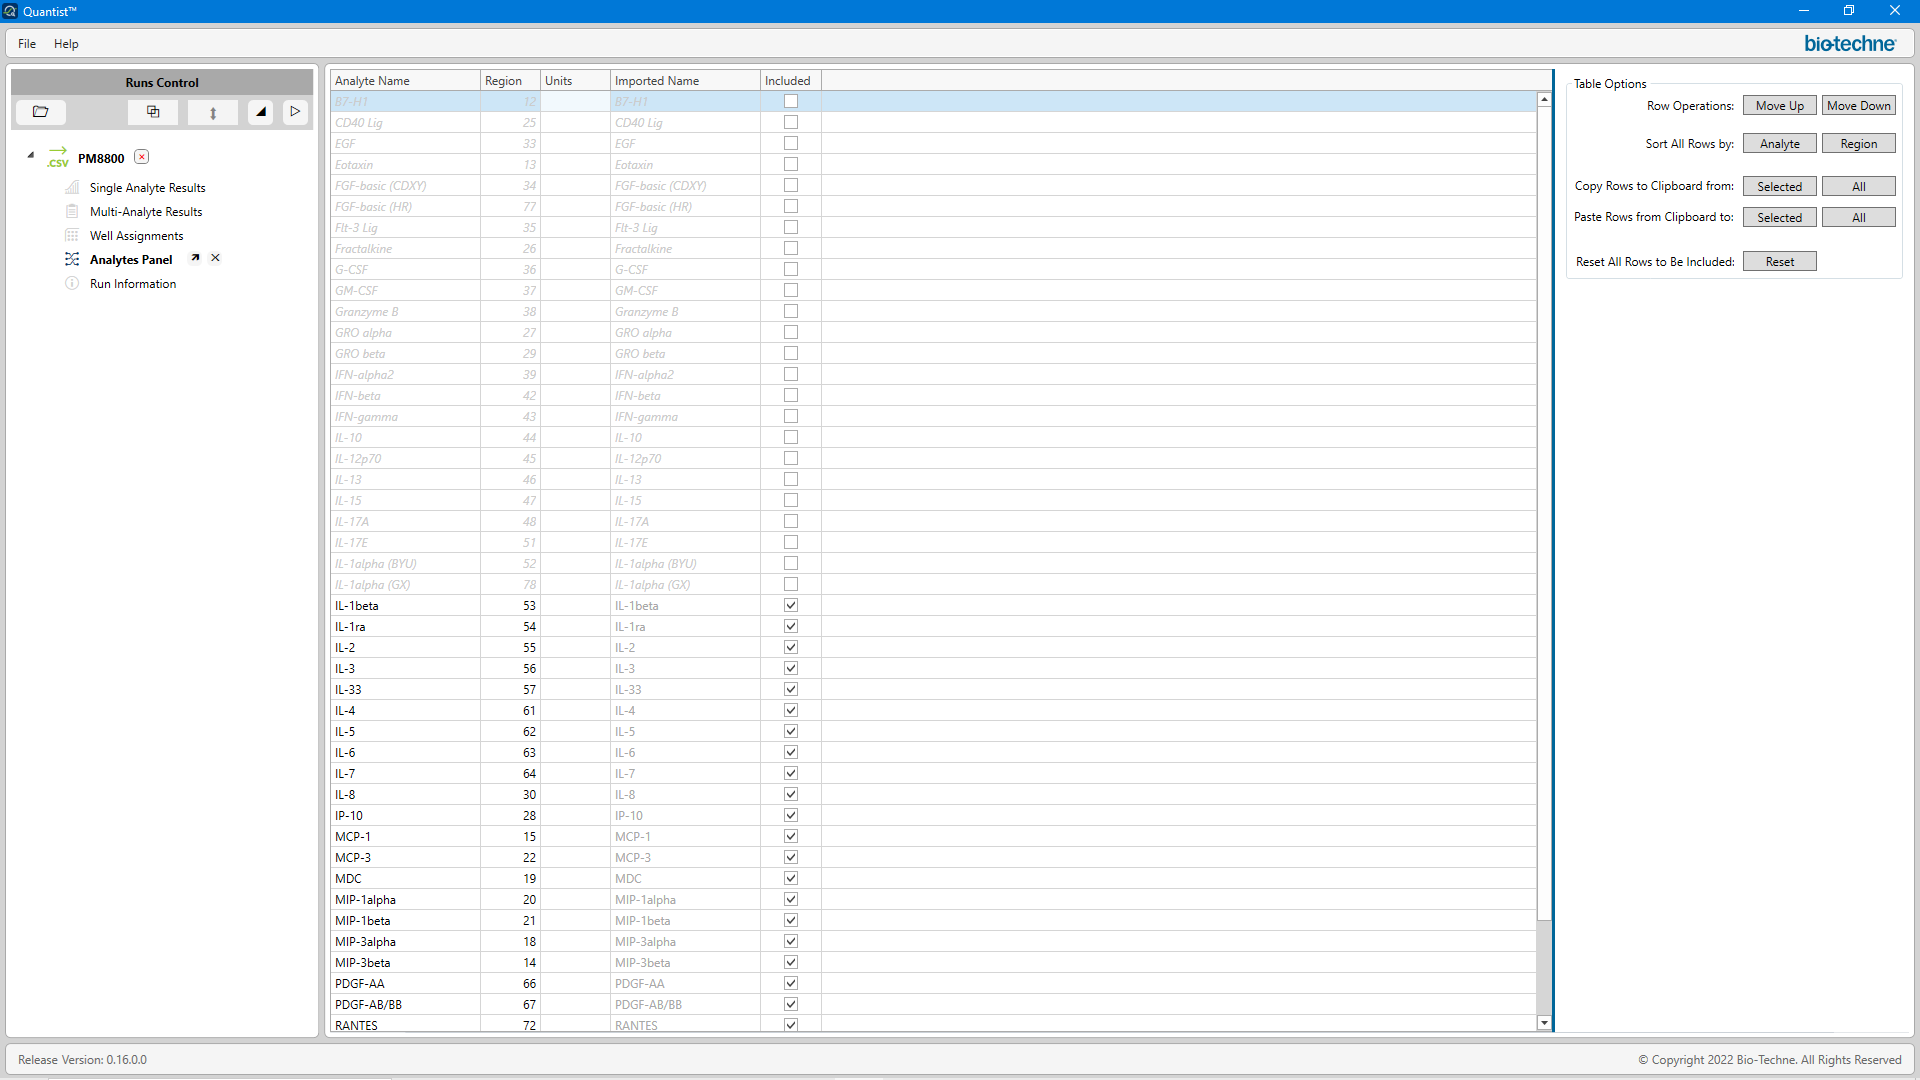 Quantist™
File Help
bio-techne
Runs Control
PM8800
Single Analyte Results
Multi-Analyte Results
Well Assignments
Analytes Panel
Run Information
Analyte Name Region Units Imported Name Included
B7-H1 12 B7-H1
CD40 Lig 25 CD40 Lig
EGF 33 EGF
Eotaxin 13 Eotaxin
FGF-basic (CDXY) 34 FGF-basic (CDXY)
FGF-basic (HR) 77 FGF-basic (HR)
Flt-3 Lig 35 Flt-3 Lig
Fractalkine 26 Fractalkine
G-CSF 36 G-CSF
GM-CSF 37 GM-CSF
Granzyme B 38 Granzyme B
GRO alpha 27 GRO alpha
GRO beta 29 GRO beta
IFN-alpha2 39 IFN-alpha2
IFN-beta 42 IFN-beta
IFN-gamma 43 IFN-gamma
IL-10 44 IL-10
IL-12p70 45 IL-12p70
IL-13 46 IL-13
IL-15 47 IL-15
IL-17A 48 IL-17A
IL-17E 51 IL-17E
IL-1alpha (BYU) 52 IL-1alpha (BYU)
IL-1alpha (GX) 78 IL-1alpha (GX)
IL-1beta 53 IL-1beta
IL-1ra 54 IL-1ra
IL-2 55 IL-2
IL-3 56 IL-3
IL-33 57 IL-33
IL-4 61 IL-4
IL-5 62 IL-5
IL-6 63 IL-6
IL-7 64 IL-7
IL-8 30 IL-8
IP-10 28 IP-10
MCP-1 15 MCP-1
MCP-3 22 MCP-3
MDC 19 MDC
MIP-1alpha 20 MIP-1alpha
MIP-1beta 21 MIP-1beta
MIP-3alpha 18 MIP-3alpha
MIP-3beta 14 MIP-3beta
PDGF-AA 66 PDGF-AA
PDGF-AB/BB 67 PDGF-AB/BB
RANTES 72 RANTES
Table Options
Row Operations: Move Up Move Down
Sort All Rows by: Analyte Region
Copy Rows to Clipboard from: Selected All
Paste Rows from Clipboard to: Selected All
Reset All Rows to Be Included: Reset
Release Version: 0.16.0.0
© Copyright 2022 Bio-Techne. All Rights Reserved
.CSV